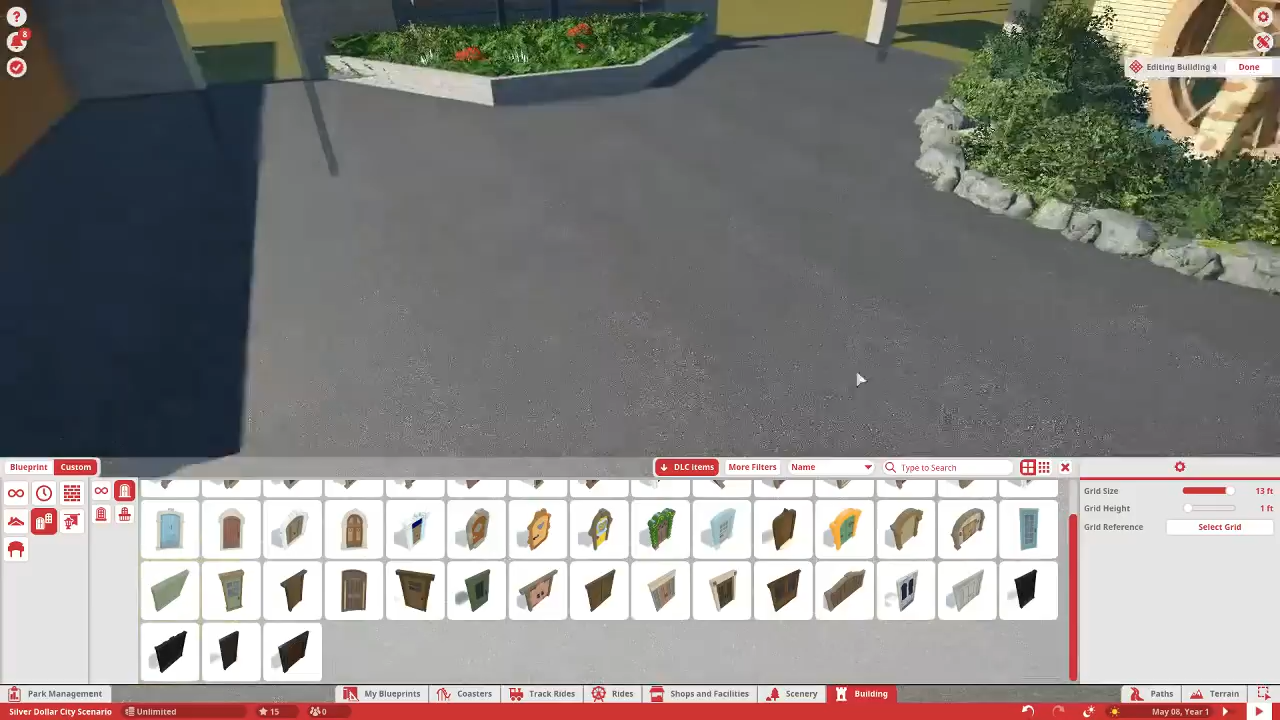 ?
8
Editing Building 4 Done
Blueprint Custom
DLC items More Filters Name Type to Search
Grid Size 13 ft
Grid Height 1 ft
Grid Reference Select Grid
Park Management My Blueprints Coasters Track Rides Rides Shops and Facilities Scenery Building Paths Terrain
Silver Dollar City Scenario Unlimited 15 0 May 08, Year 1